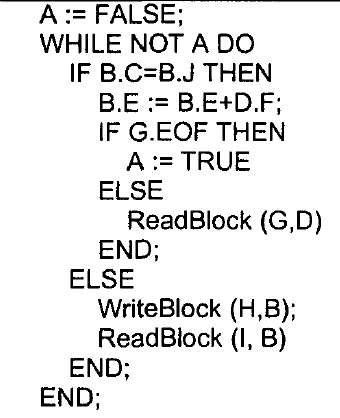 A := FALSE;
WHILE NOT A DO
IF B.C=B.J THEN
B.E := B.E+D.F;
IF G.EOF THEN
A := TRUE
ELSE
ReadBlock (G,D)
END;
ELSE
WriteBlock (H,B);
ReadBlock (I, B)
END;
END;